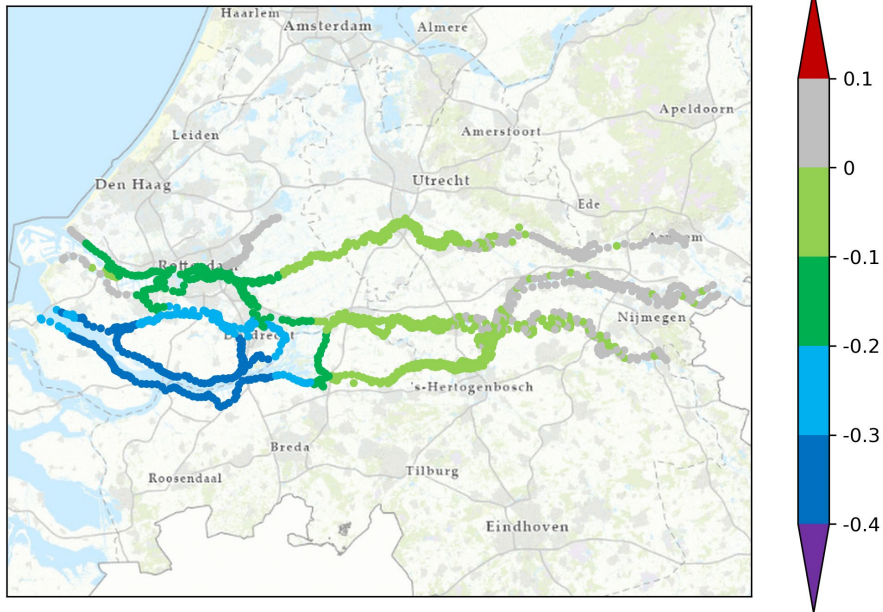 Haarlem
Amsterdam
Almere
Apeldoorn
Leiden
Amersfoort
Den Haag
Utrecht
Ede
Nijmegen
's-Hertogenbosch
Breda
Tilburg
Roosendaal
Eindhoven
0.1
0
-0.1
-0.2
-0.3
-0.4